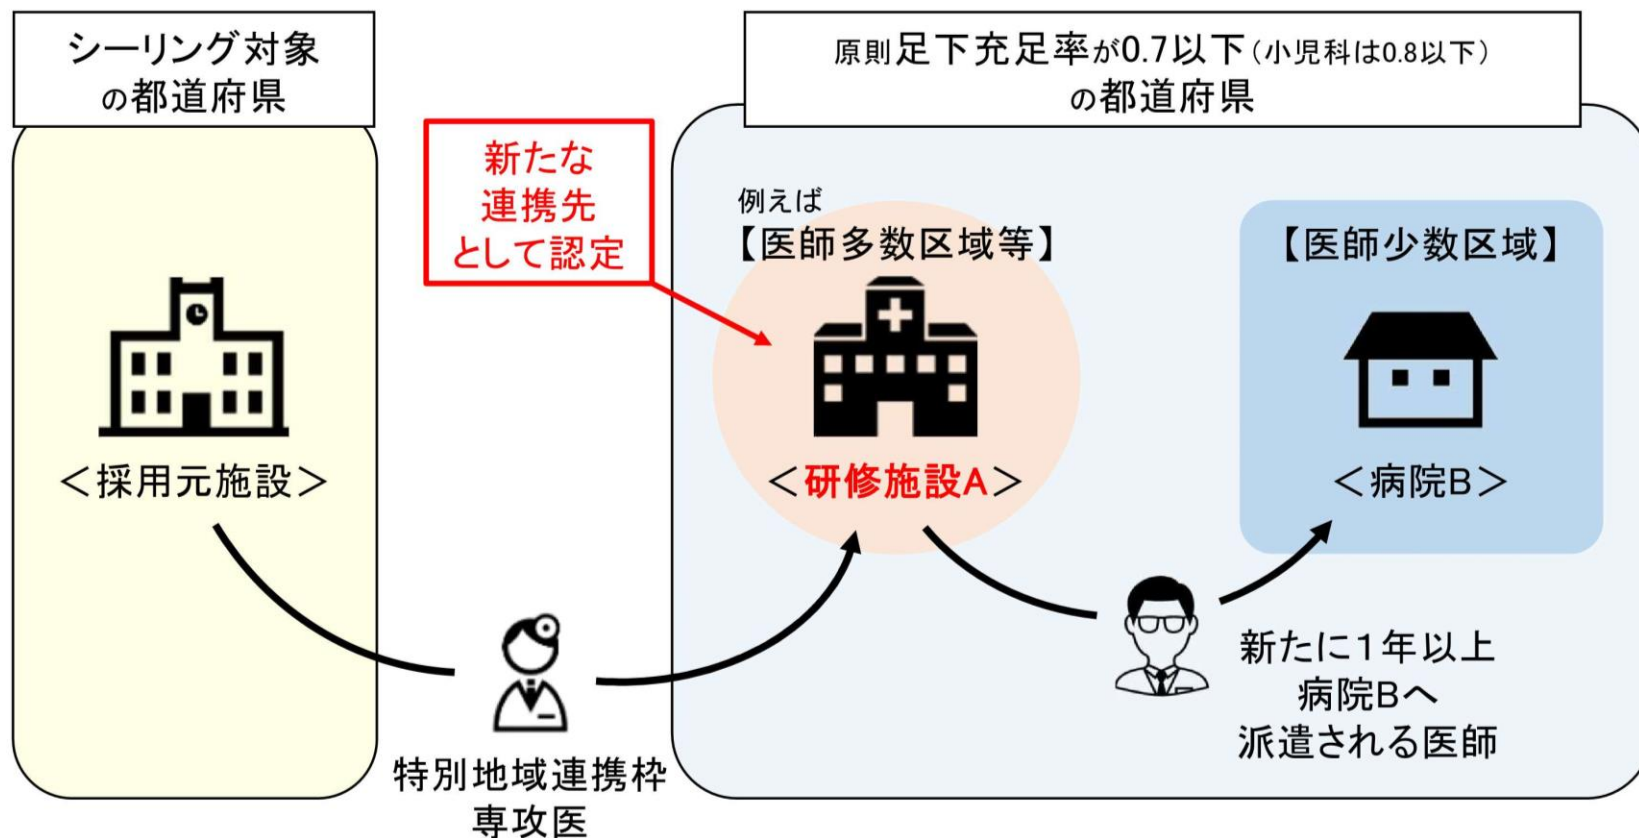 シーリング対象
の都道府県
原則足下充足率が0.7以下（小児科は0.8以下）
の都道府県
新たな
連携先
として認定
例えば
【医師多数区域等】
【医師少数区域】
＜採用元施設＞
＜研修施設A＞
＜病院B＞
特別地域連携枠
専攻医
新たに１年以上
病院Bへ
派遣される医師